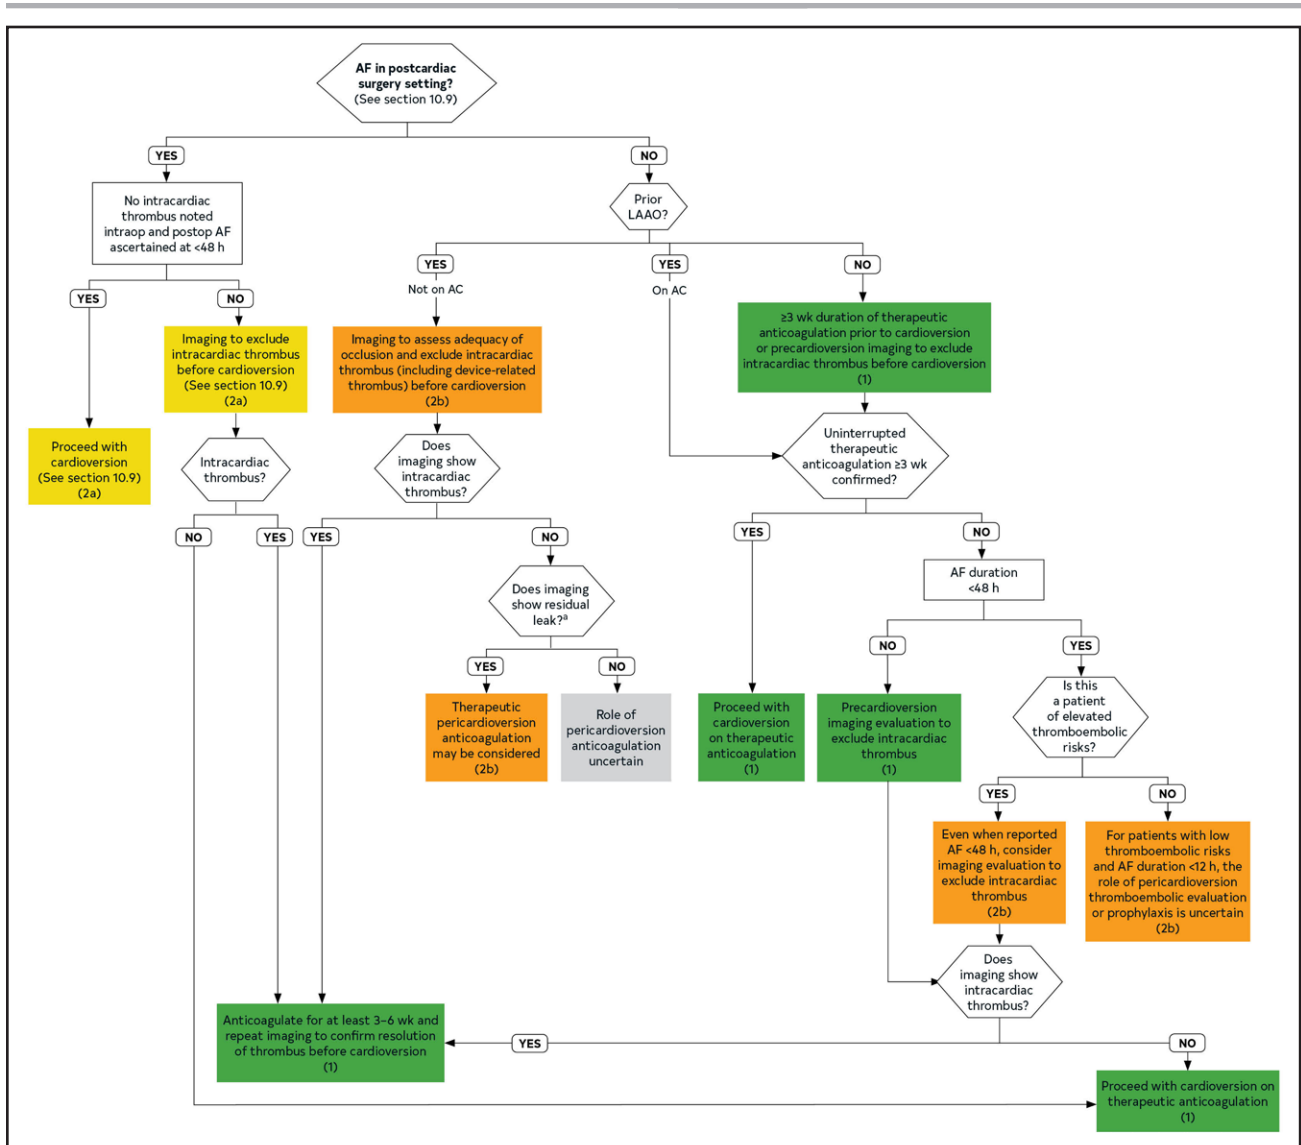 AF in postcardiac
surgery setting?
(See section 10.9)
YES
NO
No intracardiac
thrombus noted
intraop and postop AF
ascertained at <48 h
Prior
LAAO?
YES
NO
YES
Not on AC
YES
On AC
NO
Imaging to exclude
intracardiac thrombus
before cardioversion
(See section 10.9)
(2a)
Imaging to assess adequacy of
occlusion and exclude intracardiac
thrombus (including device-related
thrombus) before cardioversion
(2b)
≥3 wk duration of therapeutic
anticoagulation prior to cardioversion
or precardioversion imaging to exclude
intracardiac thrombus before cardioversion
(1)
Proceed with
cardioversion
(See section 10.9)
(2a)
Intracardiac
thrombus?
Does
imaging show
intracardiac
thrombus?
Uninterrupted
therapeutic
anticoagulation ≥3 wk
confirmed?
NO
YES
YES
NO
YES
NO
Does imaging
show residual
leak?a
AF duration
<48 h
YES
NO
NO
YES
Therapeutic
pericardioversion
anticoagulation
may be considered
(2b)
Role of
pericardioversion
anticoagulation
uncertain
Proceed with
cardioversion
on therapeutic
anticoagulation
(1)
Precardioversion
imaging evaluation to
exclude intracardiac
thrombus
(1)
Is this
a patient
of elevated
thromboembolic
risks?
YES
NO
Even when reported
AF <48 h, consider
imaging evaluation to
exclude intracardiac
thrombus
(2b)
For patients with low
thromboembolic risks
and AF duration <12 h, the
role of pericardioversion
thromboembolic evaluation
or prophylaxis is uncertain
(2b)
Does
imaging show
intracardiac
thrombus?
Anticoagulate for at least 3–6 wk and
repeat imaging to confirm resolution
of thrombus before cardioversion
(1)
YES
NO
Proceed with cardioversion on
therapeutic anticoagulation
(1)